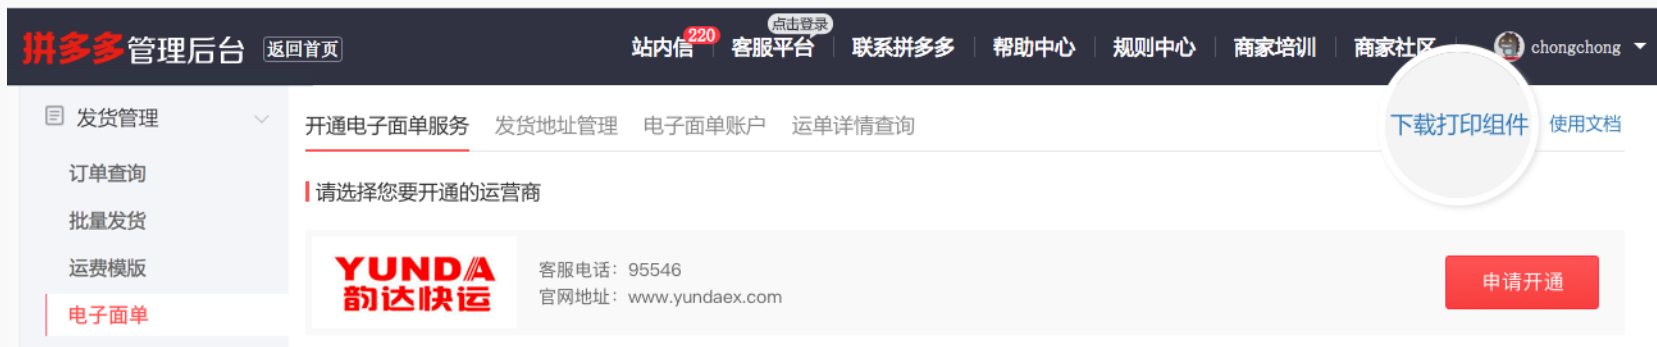 拼多多管理后台 返回首页 站内信 220 客服平台 点击登录 联系拼多多 帮助中心 规则中心 商家培训 商家社区 chongchong
发货管理
订单查询
批量发货
运费模版
电子面单
开通电子面单服务 发货地址管理 电子面单账户 运单详情查询 下载打印组件 使用文档
请选择您要开通的运营商
YUNDA
韵达快运
客服电话：95546
官网地址：www.yundaex.com
申请开通